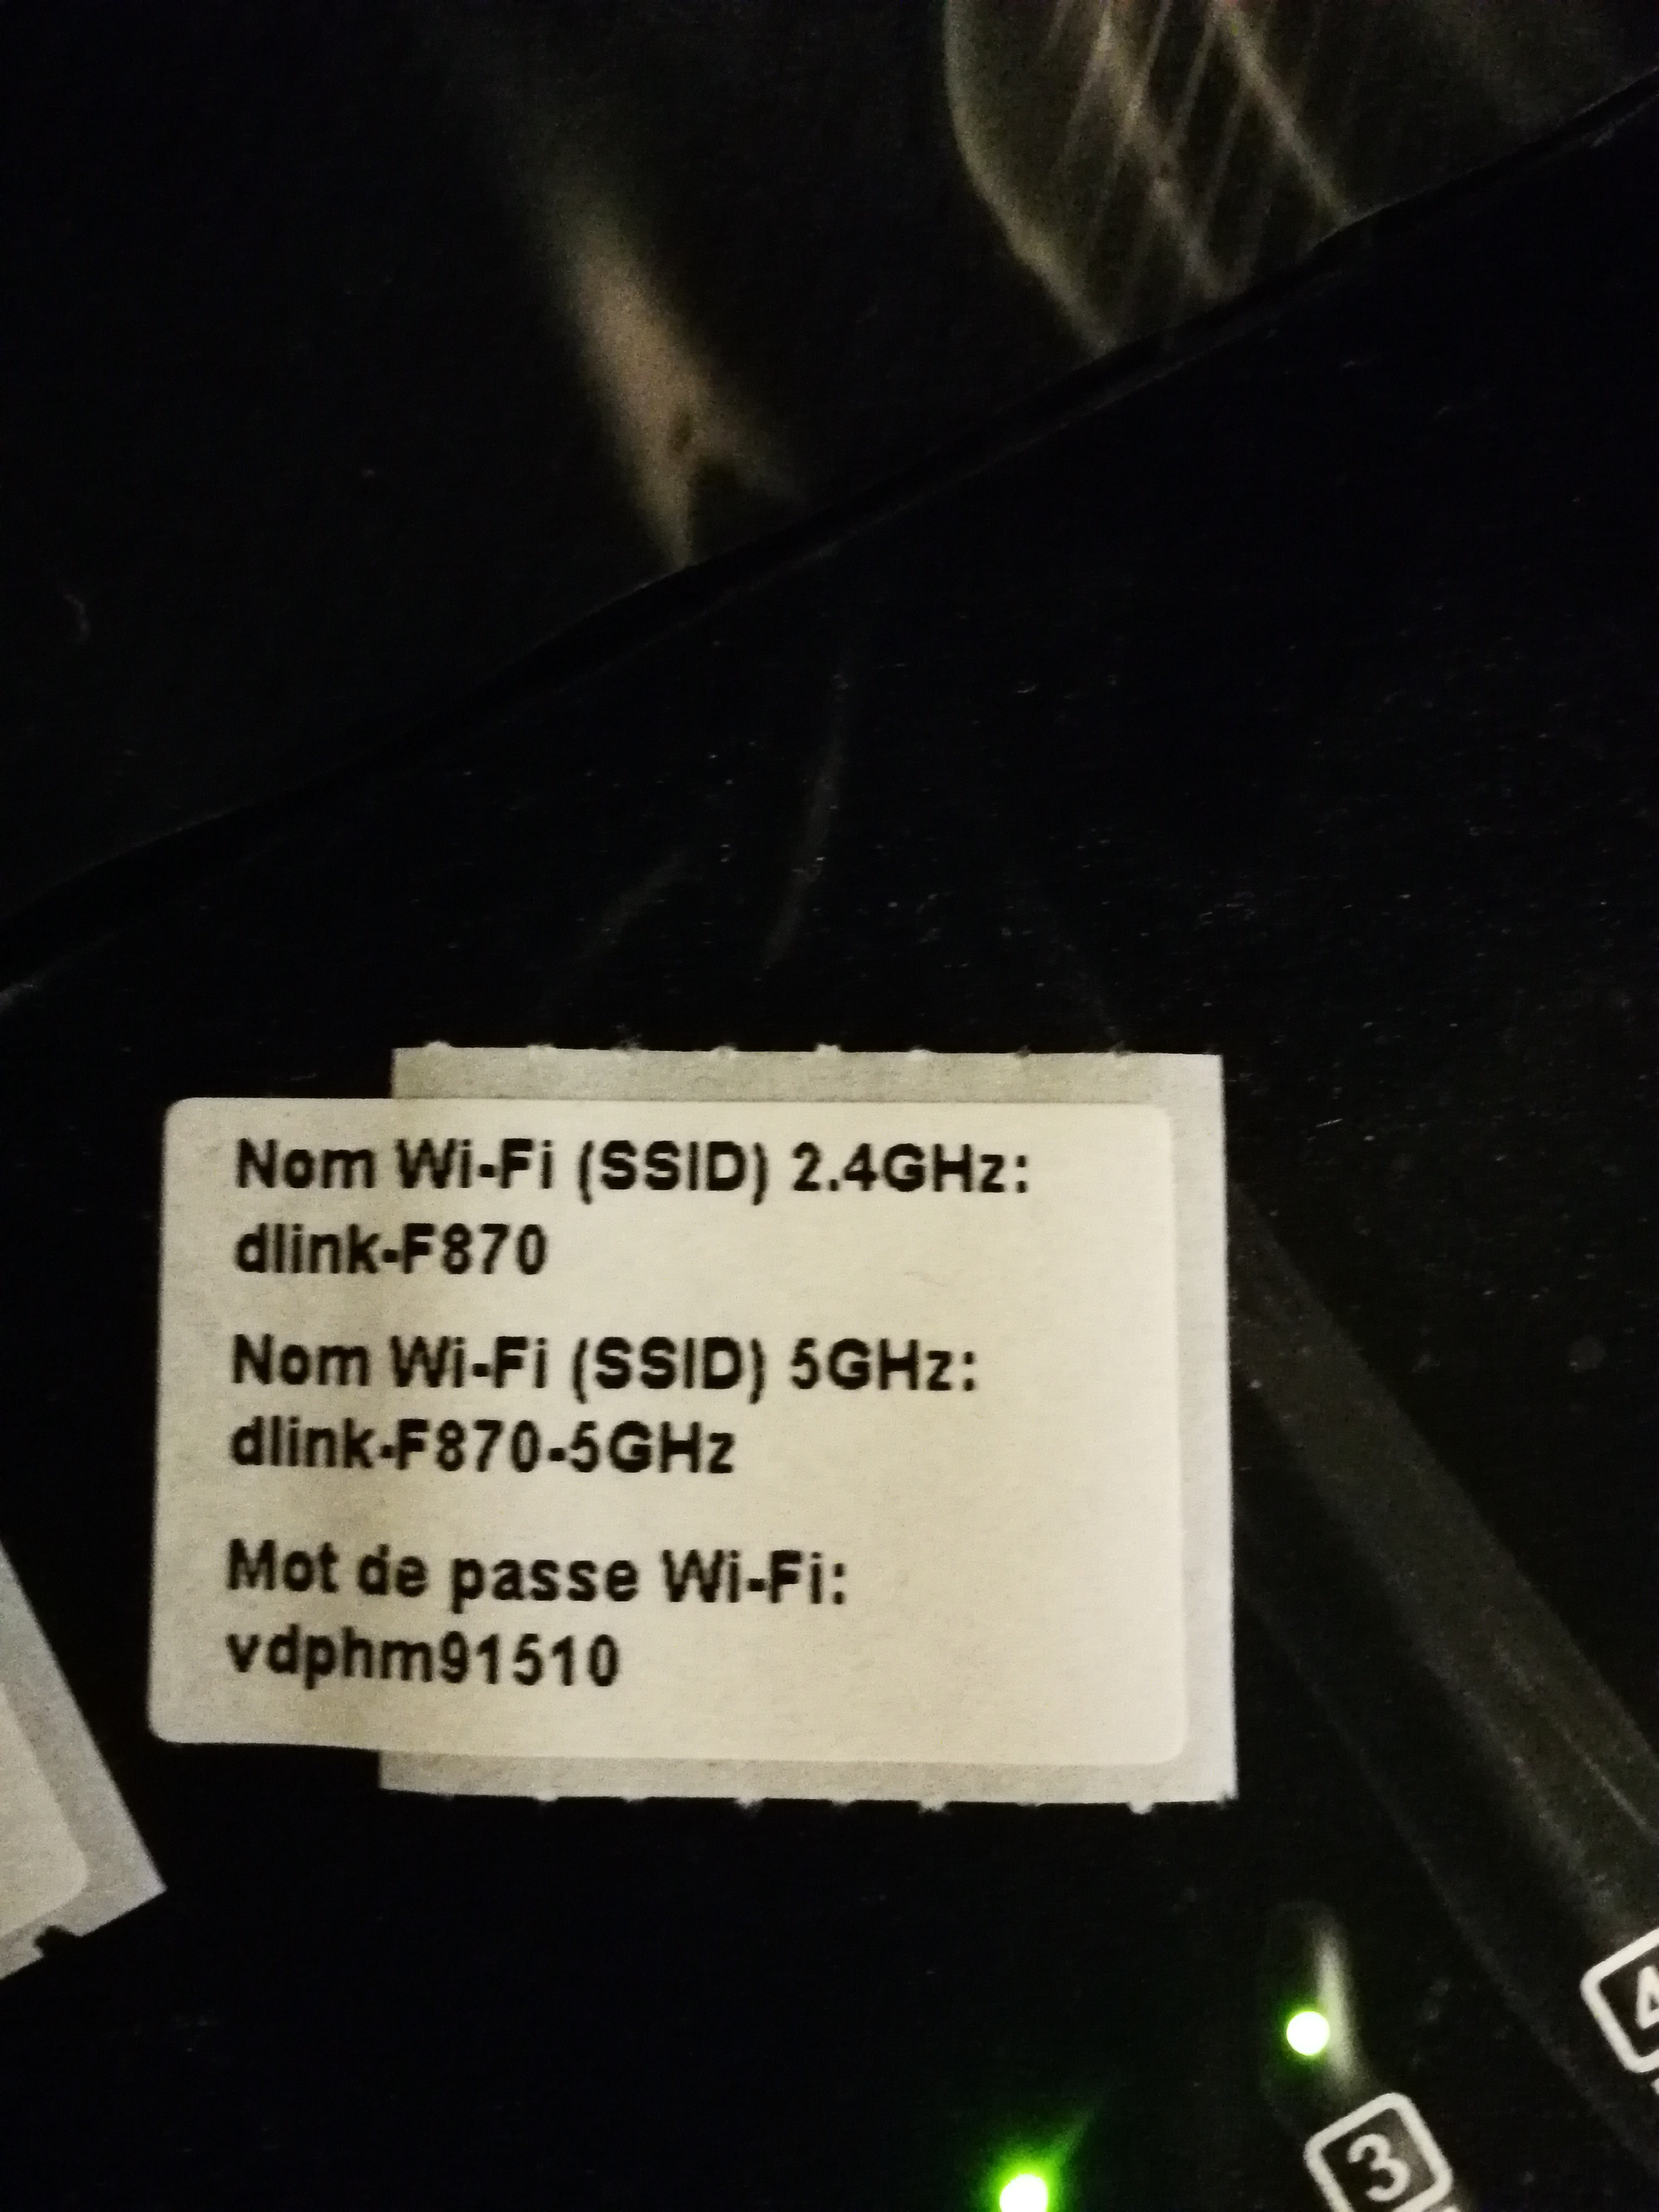 Nom Wi-Fi (SSID) 2.4GHz:
dlink-F870
Nom Wi-Fi (SSID) 5GHz:
dlink-F870-5GHz
Mot de passe Wi-Fi:
vdphm91510
4
3